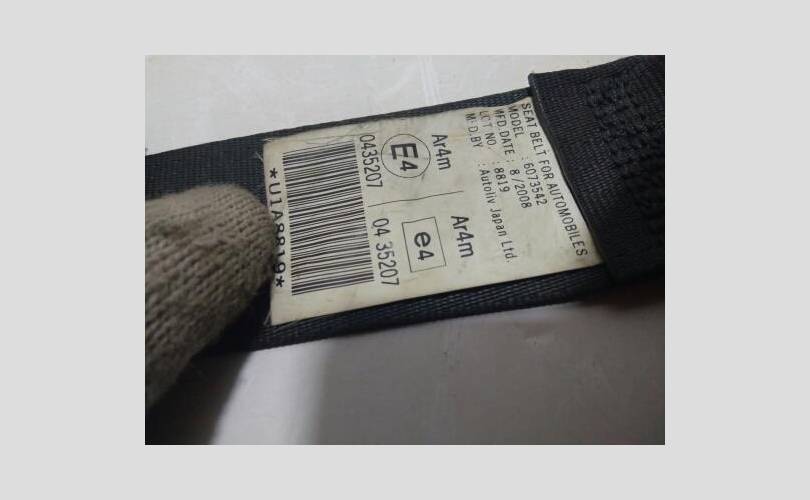 SEAT BELT FOR AUTOMOBILES
MODEL : 6073542
MFD.DATE : 8/2008
LOT NO. : 8819
M'D.BY : Autoliv Japan Ltd.
Ar4m Ar4m
E4 e4
0435207 04 35207
*U1A8819*